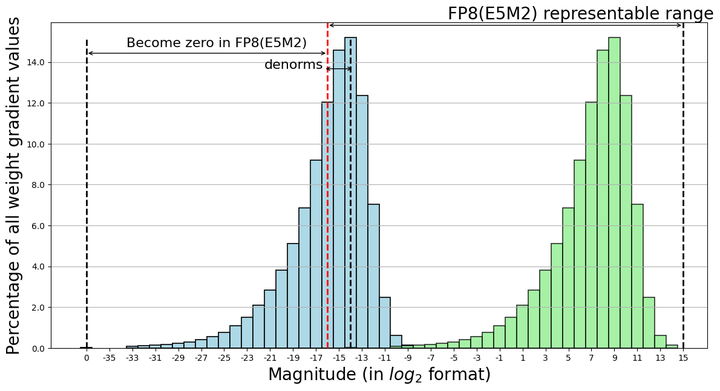 FP8(E5M2) representable range
Become zero in FP8(E5M2)
denorms
Percentage of all weight gradient values
14.0
12.0
10.0
8.0
6.0
4.0
2.0
0.0
0 -35 -33 -31 -29 -27 -25 -23 -21 -19 -17 -15 -13 -11 -9 -7 -5 -3 -1 1 3 5 7 9 11 13 15
Magnitude (in log₂ format)